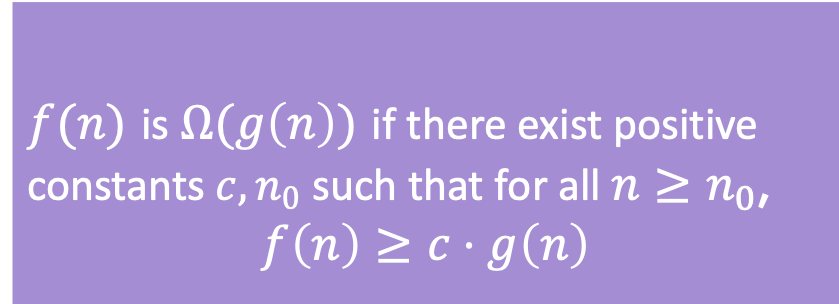 f(n) is Ω(g(n)) if there exist positive
constants c, n₀ such that for all n ≥ n₀,
f(n) ≥ c · g(n)